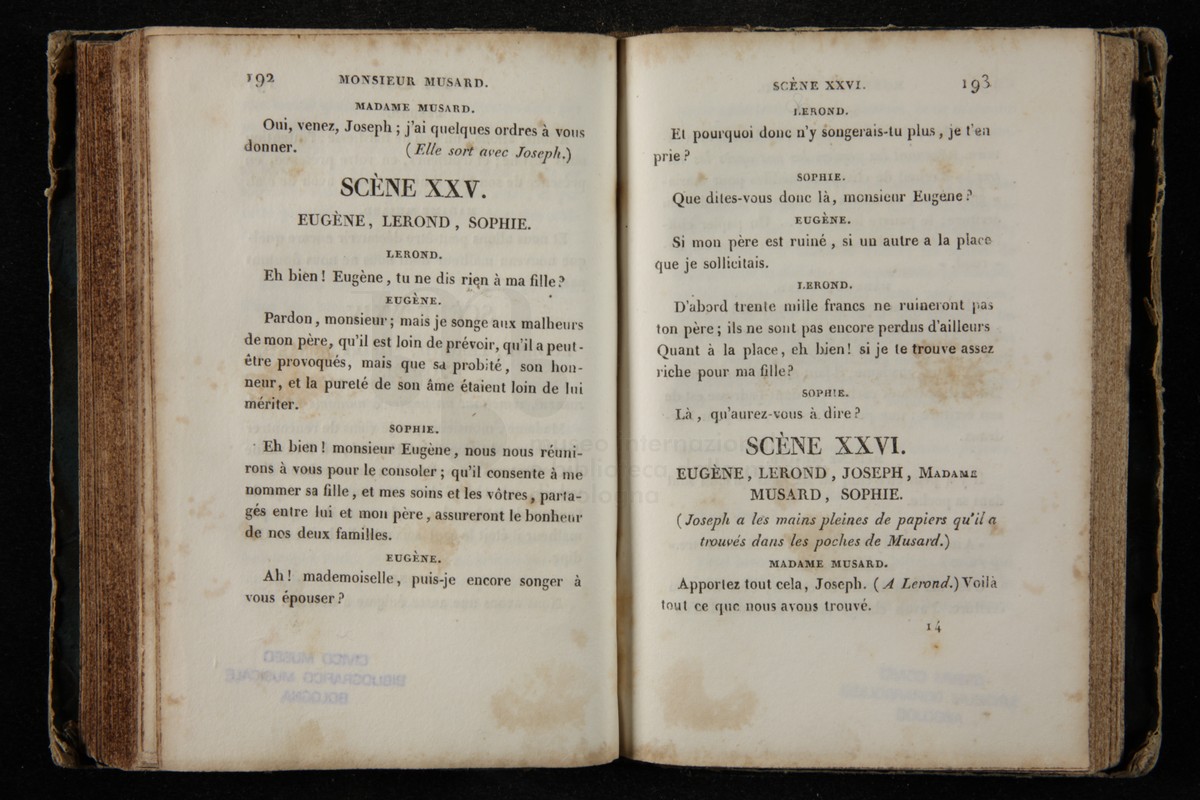 192 MONSIEUR MUSARD.
MADAME MUSARD.
Oui, venez, Joseph ; j'ai quelques ordres à vous
donner. (Elle sort avec Joseph.)
SCÈNE XXV.
EUGÈNE, LEROND, SOPHIE.
LEROND.
Eh bien ! Eugène, tu ne dis rien à ma fille ?
EUGÈNE.
Pardon, monsieur ; mais je songe aux malheurs
de mon père, qu'il est loin de prévoir, qu'il a peut-
être provoqués, mais que sa probité, son hon-
neur, et la pureté de son âme étaient loin de lui
mériter.
SOPHIE.
Eh bien ! monsieur Eugène, nous nous réuni-
rons à vous pour le consoler ; qu'il consente à me
nommer sa fille, et mes soins et les vôtres, parta-
gés entre lui et mon père, assureront le bonheur
de nos deux familles.
EUGÈNE.
Ah ! mademoiselle, puis-je encore songer à
vous épouser ?
CIVICO MUSEO
BIBLIOGRAFICO MUSICALE
BOLOGNA
SCÈNE XXVI. 193
LEROND.
Et pourquoi donc n'y songerais-tu plus, je t'en
prie ?
SOPHIE.
Que dites-vous donc là, monsieur Eugène ?
EUGÈNE.
Si mon père est ruiné, si un autre a la place
que je sollicitais.
LEROND.
D'abord trente mille francs ne ruineront pas
ton père ; ils ne sont pas encore perdus d'ailleurs
Quant à la place, eh bien ! si je te trouve assez
riche pour ma fille ?
SOPHIE.
Là, qu'aurez-vous à dire ?
SCÈNE XXVI.
EUGÈNE, LEROND, JOSEPH, MADAME
MUSARD, SOPHIE.
(Joseph a les mains pleines de papiers qu'il a
trouvés dans les poches de Musard.)
MADAME MUSARD.
Apportez tout cela, Joseph. (A Lerond.) Voilà
tout ce que nous avons trouvé.
14